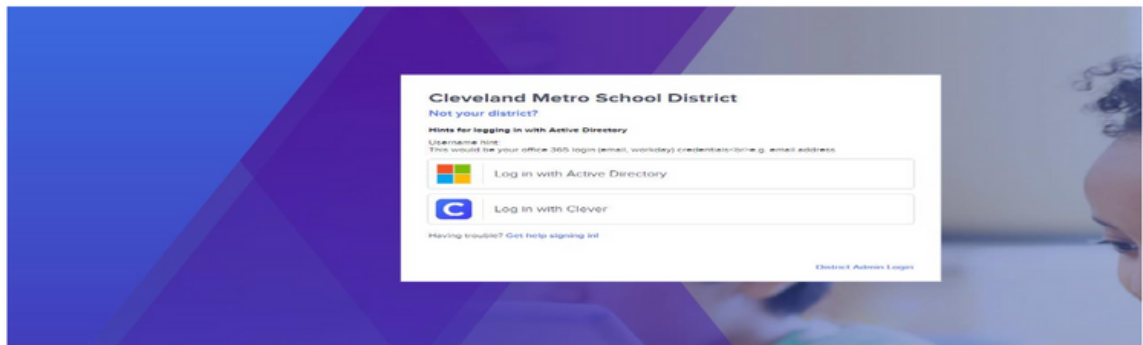 Cleveland Metro School District
Not your district?
Hints for logging in with Active Directory
Username hint:
This would be your office 365 login (email, workday) credentials<br/>e.g. email address
Log in with Active Directory
C
Log in with Clever
Having trouble? Get help signing in!
District Admin Login